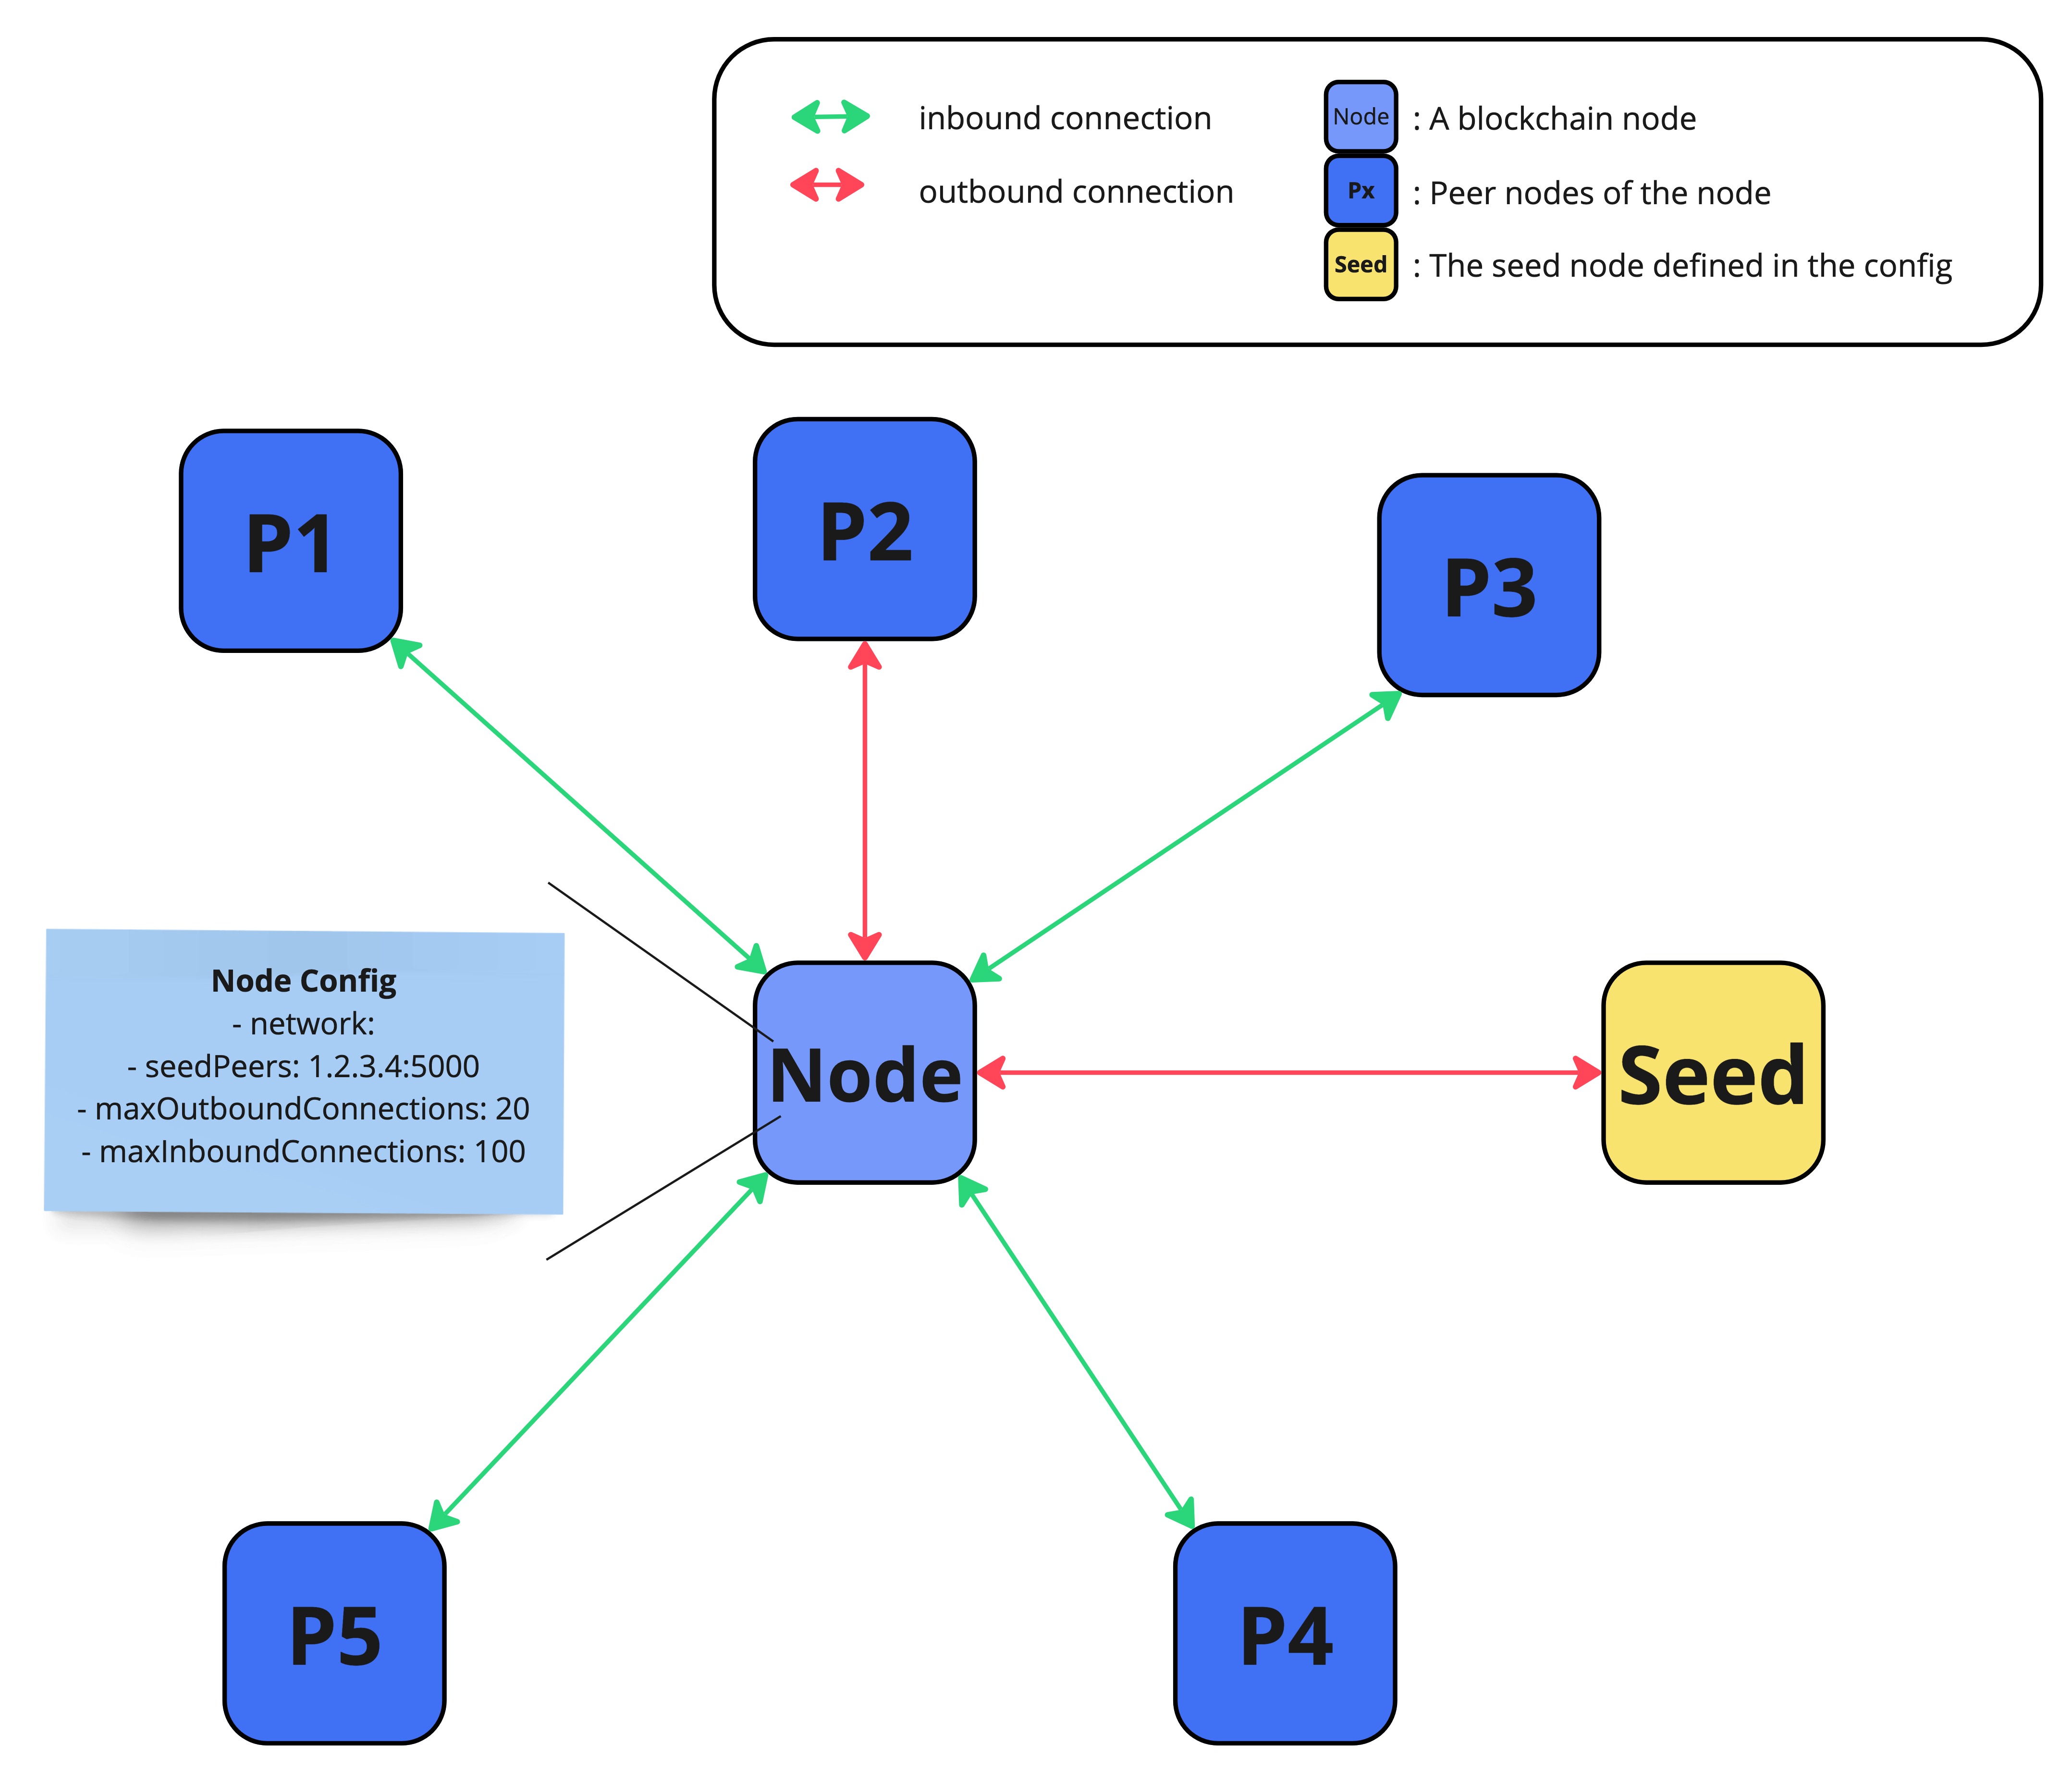 inbound connection
outbound connection
Node : A blockchain node
Px : Peer nodes of the node
Seed : The seed node defined in the config
P1
P2
P3
Node Config
- network:
- seedPeers: 1.2.3.4:5000
- maxOutboundConnections: 20
- maxInboundConnections: 100
Node
Seed
P5
P4